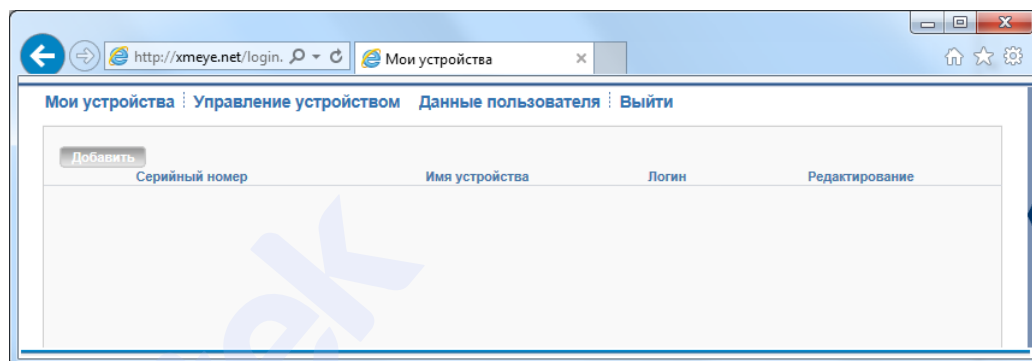 http://xmeye.net/login.
Мои устройства
Мои устройства Управление устройством Данные пользователя Выйти
Добавить
Серийный номер Имя устройства Логин Редактирование